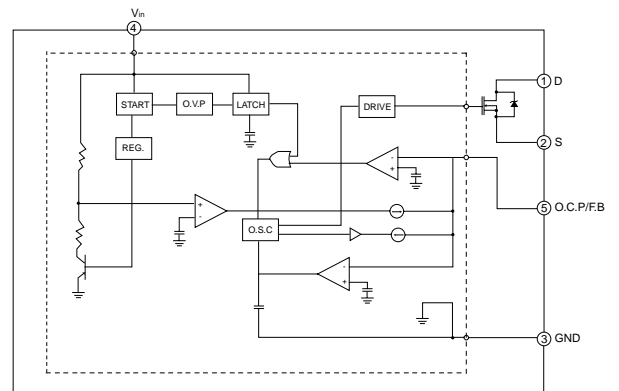 Vin
4
1 D
START
O.V.P
LATCH
DRIVE
2 S
REG.
-
+
5 O.C.P/F.B
+
-
O.S.C
-
+
3 GND